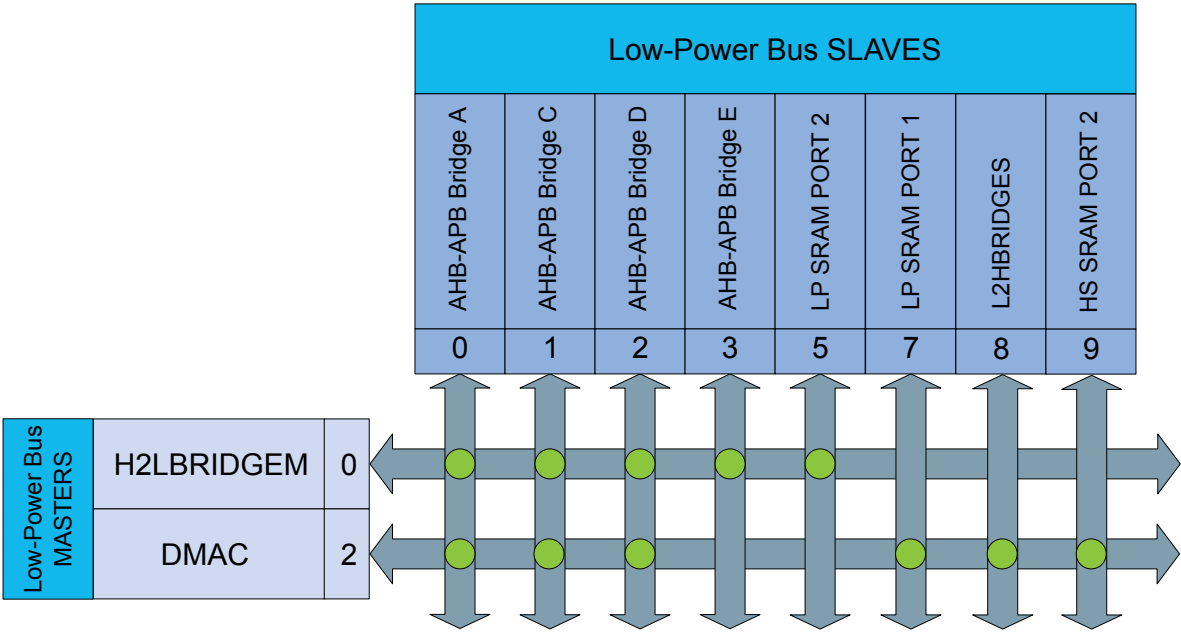 Low-Power Bus SLAVES
AHB-APB Bridge A
AHB-APB Bridge C
AHB-APB Bridge D
AHB-APB Bridge E
LP SRAM PORT 2
LP SRAM PORT 1
L2HBRIDGES
HS SRAM PORT 2
0 1 2 3 5 7 8 9
Low-Power Bus
MASTERS
H2LBRIDGEM 0
DMAC 2